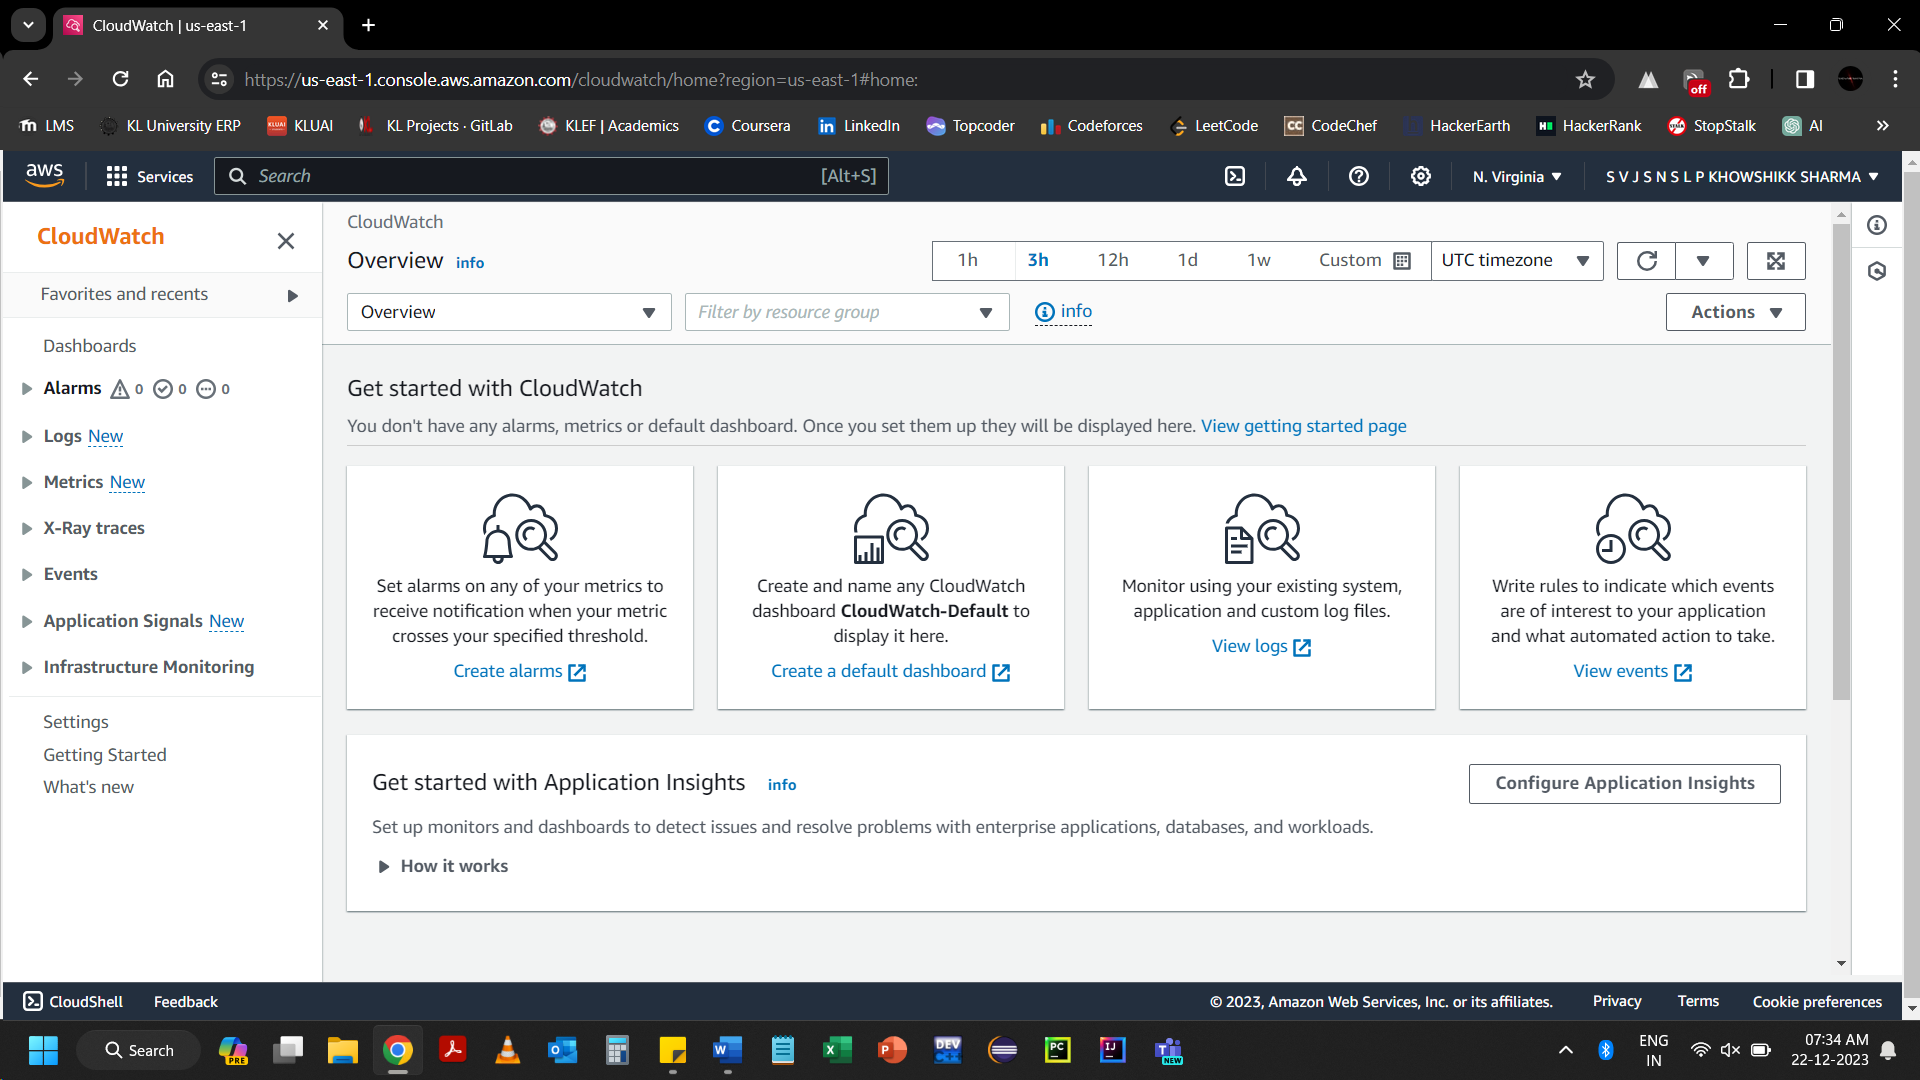 CloudWatch | us-east-1
https://us-east-1.console.aws.amazon.com/cloudwatch/home?region=us-east-1#home:
off
LMS KL University ERP KLUAI KL Projects · GitLab KLEF | Academics Coursera LinkedIn Topcoder Codeforces LeetCode CodeChef HackerEarth HackerRank StopStalk AI
aws Services Search [Alt+S] N. Virginia S V J S N S L P KHOWSHIKK SHARMA
CloudWatch
Favorites and recents
Dashboards
Alarms 0 0 0
Logs New
Metrics New
X-Ray traces
Events
Application Signals New
Infrastructure Monitoring
Settings
Getting Started
What's new
CloudWatch
Overview info
1h 3h 12h 1d 1w Custom UTC timezone
Overview Filter by resource group info Actions
Get started with CloudWatch
You don't have any alarms, metrics or default dashboard. Once you set them up they will be displayed here. View getting started page
Set alarms on any of your metrics to
receive notification when your metric
crosses your specified threshold.
Create alarms
Create and name any CloudWatch
dashboard CloudWatch-Default to
display it here.
Create a default dashboard
Monitor using your existing system,
application and custom log files.
View logs
Write rules to indicate which events
are of interest to your application
and what automated action to take.
View events
Get started with Application Insights info
Configure Application Insights
Set up monitors and dashboards to detect issues and resolve problems with enterprise applications, databases, and workloads.
How it works
CloudShell Feedback © 2023, Amazon Web Services, Inc. or its affiliates. Privacy Terms Cookie preferences
Search
ENG
IN
07:34 AM
22-12-2023